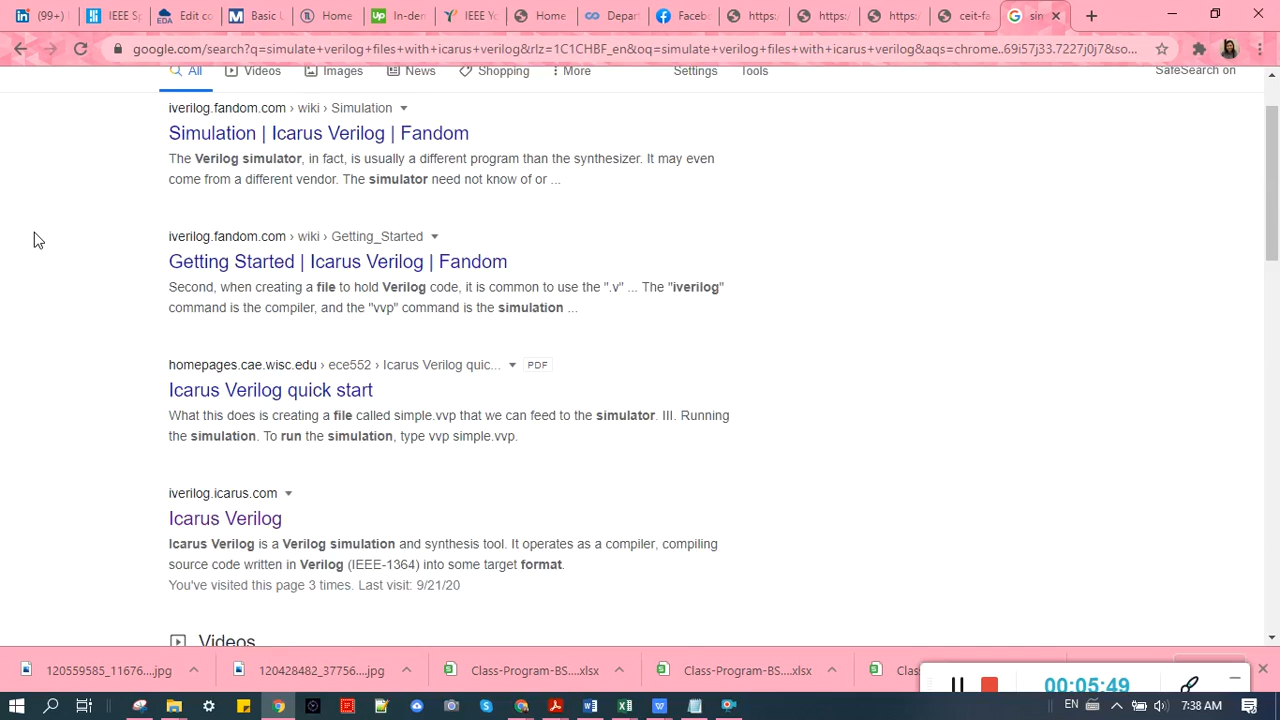 (99+)
IEEE Sp
EDA
Edit co
Basic
Home
Up
In-den
IEEE Yo
Home
Depar
Faceb
https:
https:
https:
ceit-fa
sin
google.com/search?q=simulate+verilog+files+with+icarus+verilog&rlz=1C1CHBF_en&oq=simulate+verilog+files+with+icarus+verilog&aqs=chrome..69i57j33.7227j0j7&so...
All
Videos
Images
News
Shopping
More
Settings
Tools
SafeSearch on
iverilog.fandom.com › wiki › Simulation
Simulation | Icarus Verilog | Fandom
The Verilog simulator, in fact, is usually a different program than the synthesizer. It may even
come from a different vendor. The simulator need not know of or ...
iverilog.fandom.com › wiki › Getting_Started
Getting Started | Icarus Verilog | Fandom
Second, when creating a file to hold Verilog code, it is common to use the ".v" ... The "iverilog"
command is the compiler, and the "vvp" command is the simulation ...
homepages.cae.wisc.edu › ece552 › Icarus Verilog quic... PDF
Icarus Verilog quick start
What this does is creating a file called simple.vvp that we can feed to the simulator. III. Running
the simulation. To run the simulation, type vvp simple.vvp.
iverilog.icarus.com
Icarus Verilog
Icarus Verilog is a Verilog simulation and synthesis tool. It operates as a compiler, compiling
source code written in Verilog (IEEE-1364) into some target format.
You've visited this page 3 times. Last visit: 9/21/20
Videos
120559585_11676....jpg
120428482_37756....jpg
Class-Program-BS....xlsx
Class-Program-BS....xlsx
00:05:49
EN
7:38 AM